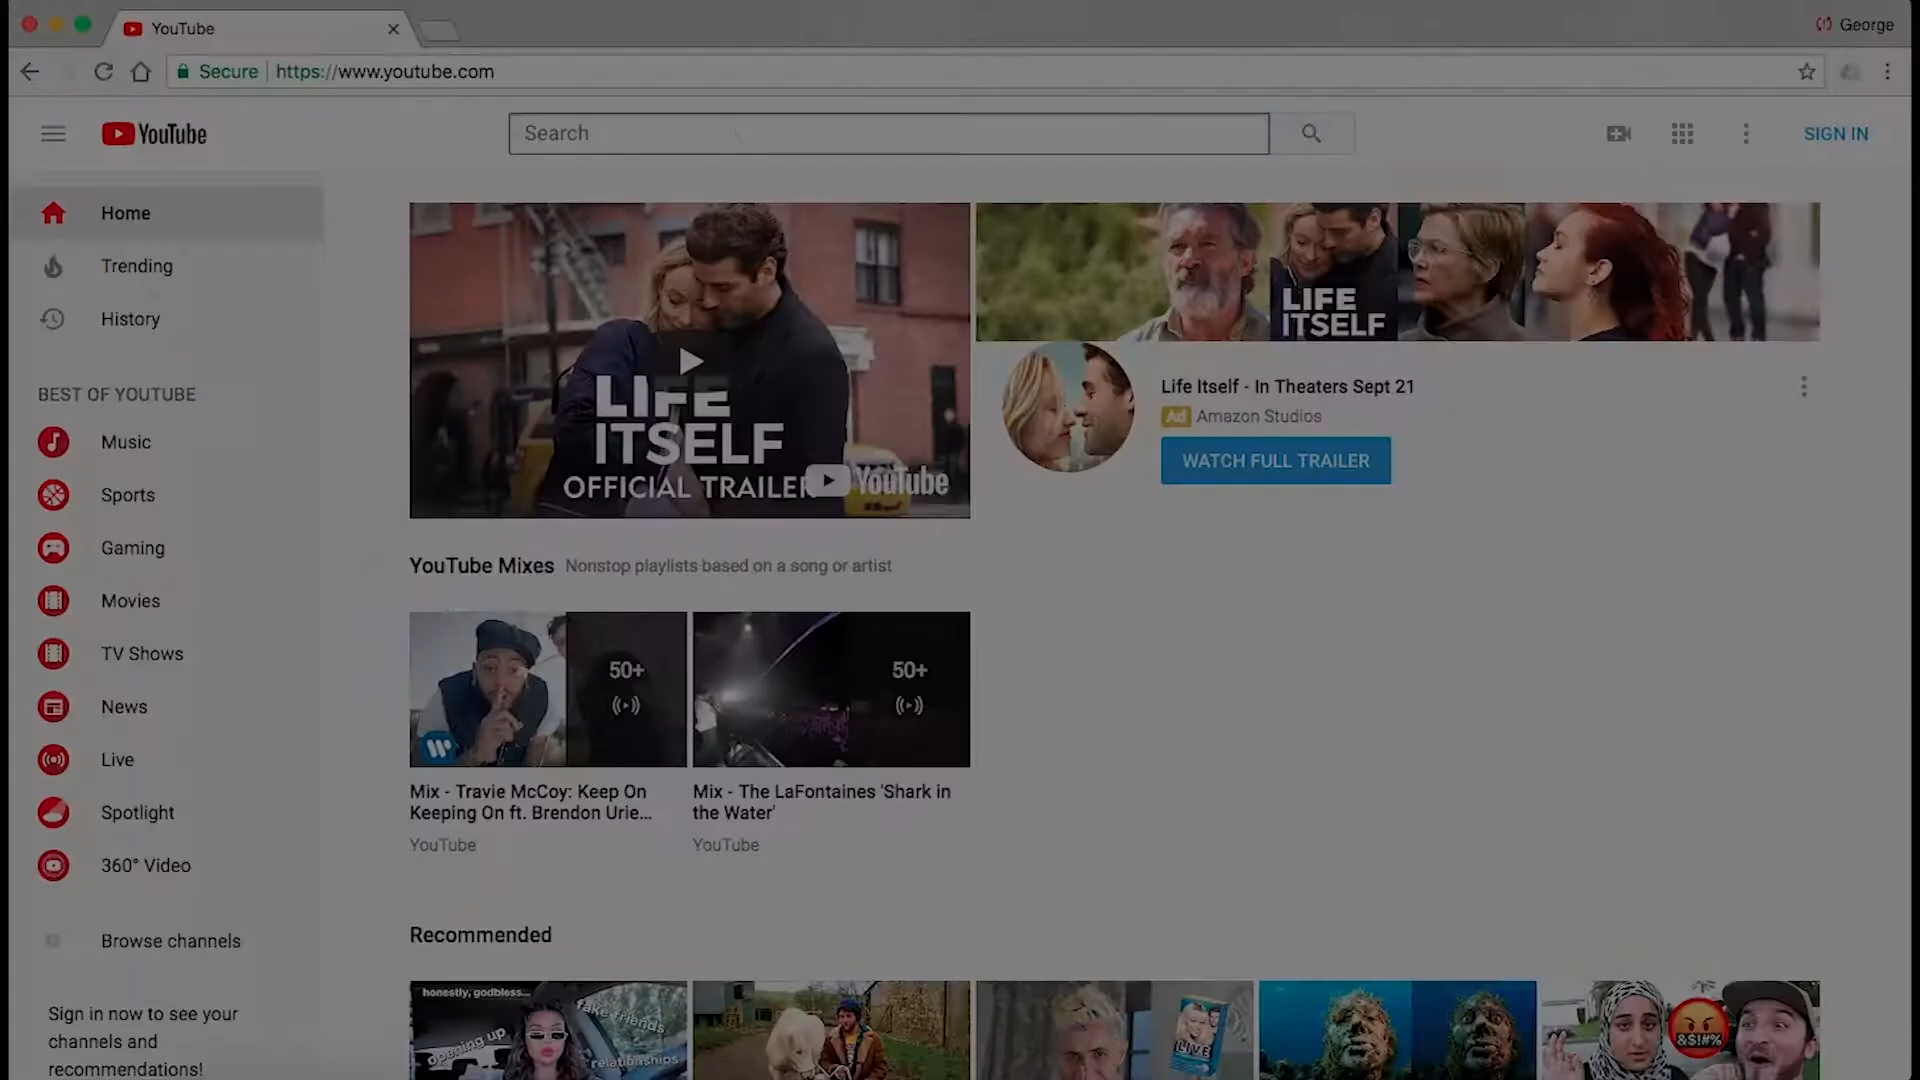 YouTube
George
Secure
https://www.youtube.com
YouTube
Search
SIGN IN
Home
Trending
History
BEST OF YOUTUBE
Music
Sports
Gaming
Movies
TV Shows
News
Live
Spotlight
360° Video
Browse channels
Sign in now to see your
channels and
recommendations!
LIFE
ITSELF
OFFICIAL TRAILER
YouTube
LIFE
ITSELF
Life Itself - In Theaters Sept 21
Ad Amazon Studios
WATCH FULL TRAILER
YouTube Mixes Nonstop playlists based on a song or artist
50+
50+
Mix - Travie McCoy: Keep On
Keeping On ft. Brendon Urie...
YouTube
Mix - The LaFontaines 'Shark in
the Water'
YouTube
Recommended
honestly, godbless...
fake friends
opening up
relationships
LIVE
&$!#%